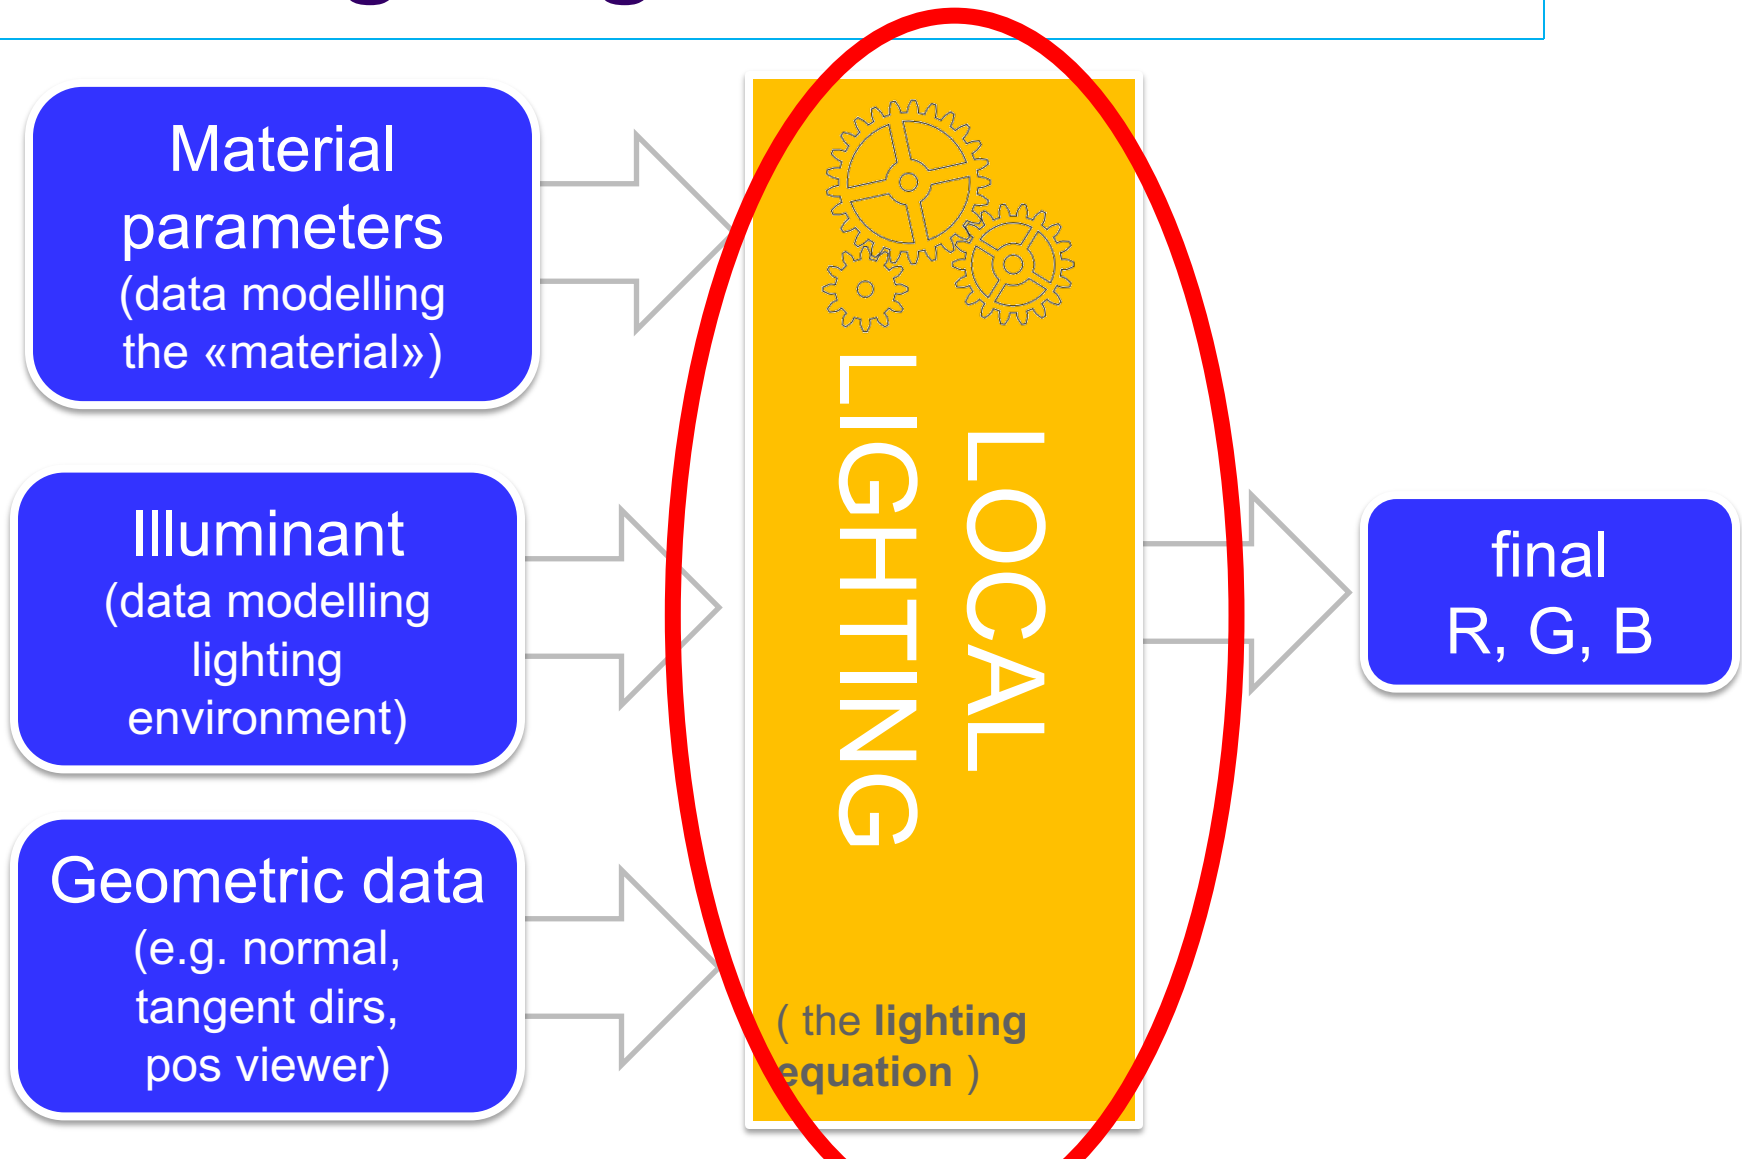 Material
parameters
(data modelling
the «material»)
Illuminant
(data modelling
lighting
environment)
Geometric data
(e.g. normal,
tangent dirs,
pos viewer)
LOCAL
LIGHTING
( the lighting
equation )
final
R, G, B